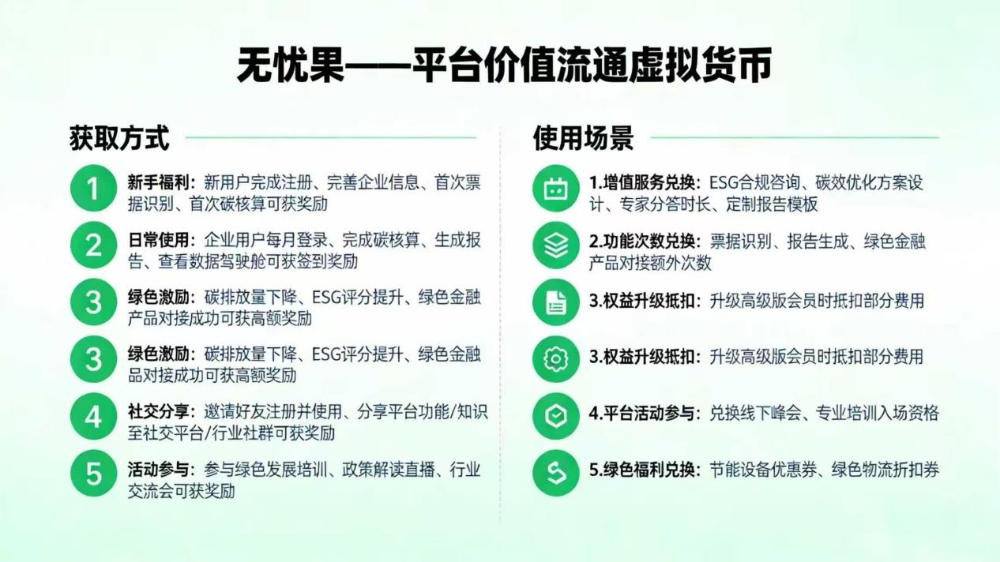 无忧果——平台价值流通虚拟货币
获取方式
1
新手福利：新用户完成注册、完善企业信息、首次票
据识别、首次碳核算可获奖励
2
日常使用：企业用户每月登录、完成碳核算、生成报
告、查看数据驾驶舱可获签到奖励
3
绿色激励：碳排放量下降、ESG评分提升、绿色金融
产品对接成功可获高额奖励
3
绿色激励：碳排放量下降、ESG评分提升、绿色金融
品对接成功可获高额奖励
4
社交分享：邀请好友注册并使用、分享平台功能/知识
至社交平台/行业社群可获奖励
5
活动参与：参与绿色发展培训、政策解读直播、行业
交流会可获奖励
使用场景
1.增值服务兑换：ESG合规咨询、碳效优化方案设
计、专家分答时长、定制报告模板
2.功能次数兑换：票据识别、报告生成、绿色金融
产品对接额外次数
3.权益升级抵扣：升级高级版会员时抵扣部分费用
3.权益升级抵扣：升级高级版会员时抵扣部分费用
4.平台活动参与：兑换线下峰会、专业培训入场资格
5.绿色福利兑换：节能设备优惠券、绿色物流折扣券